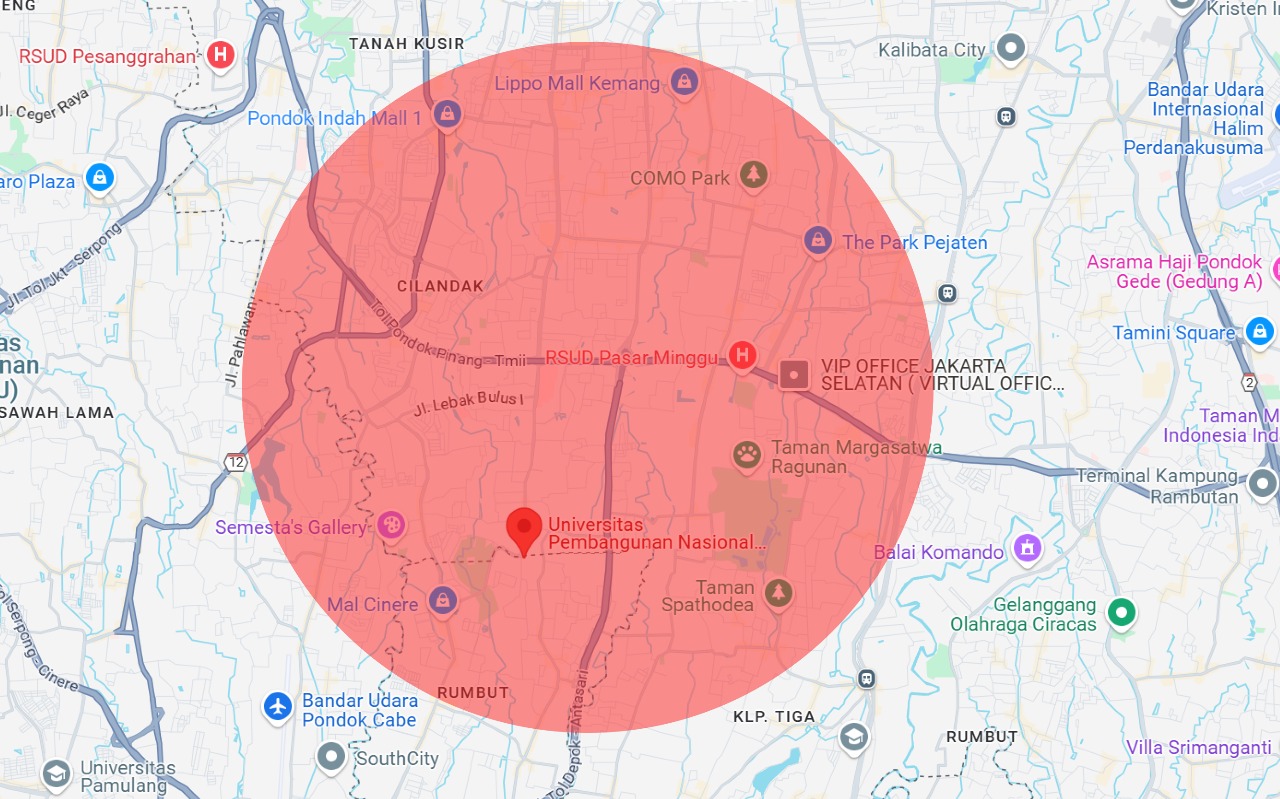 ENG
Kristen I
TANAH KUSIR
RSUD Pesanggrahan
Kalibata City
Lippo Mall Kemang
Jl. Ceger Raya
Bandar Udara
Internasional
Halim
Perdanakusuma
Pondok Indah Mall 1
aro Plaza
COMO Park
The Park Pejaten
Jl. Tol Jkt - Serpong
Asrama Haji Pondok
Gede (Gedung A)
CILANDAK
Jl. Pahlawan
Tol Pondok Pinang - Tmii
Tamini Square
as
nan
J)
RSUD Pasar Minggu
VIP OFFICE JAKARTA
SELATAN ( VIRTUAL OFFIC...
2
Jl. Lebak Bulus I
SAWAH LAMA
Taman M
Indonesia Ind
Taman Margasatwa
Ragunan
12
Terminal Kampung
Rambutan
Semesta's Gallery
Universitas
Pembangunan Nasional...
Balai Komando
Mal Cinere
Taman
Spathodea
Gelanggang
Olahraga Ciracas
Tol Serpong - Cinere
RUMBUT
Bandar Udara
Pondok Cabe
Tol Depok - Antasari
KLP. TIGA
RUMBUT
Villa Srimanganti
SouthCity
Universitas
Pamulang